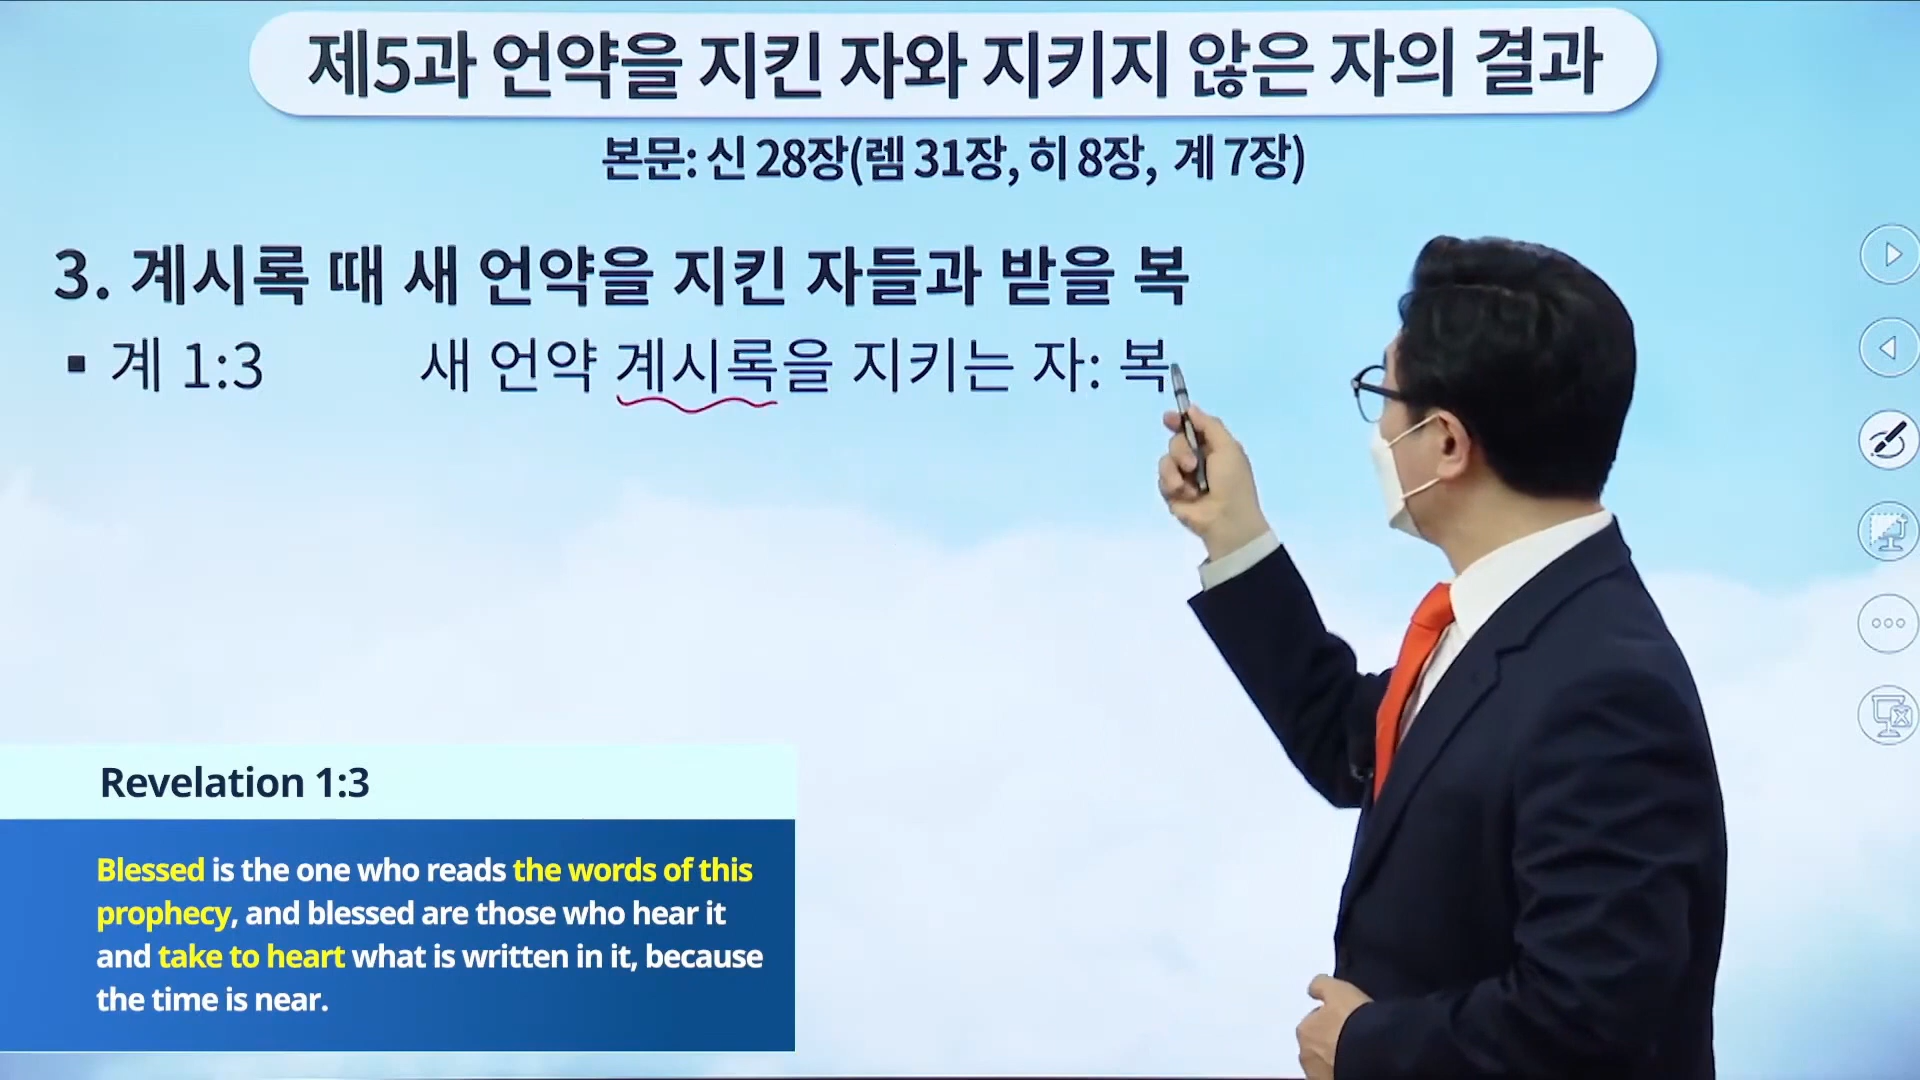 제5과 언약을 지킨 자와 지키지 않은 자의 결과
본문: 신 28장(렘 31장, 히 8장, 계 7장)
3. 계시록 때 새 언약을 지킨 자들과 받을 복
▪ 계 1:3 새 언약 계시록을 지키는 자: 복
Revelation 1:3
Blessed is the one who reads the words of this
prophecy, and blessed are those who hear it
and take to heart what is written in it, because
the time is near.